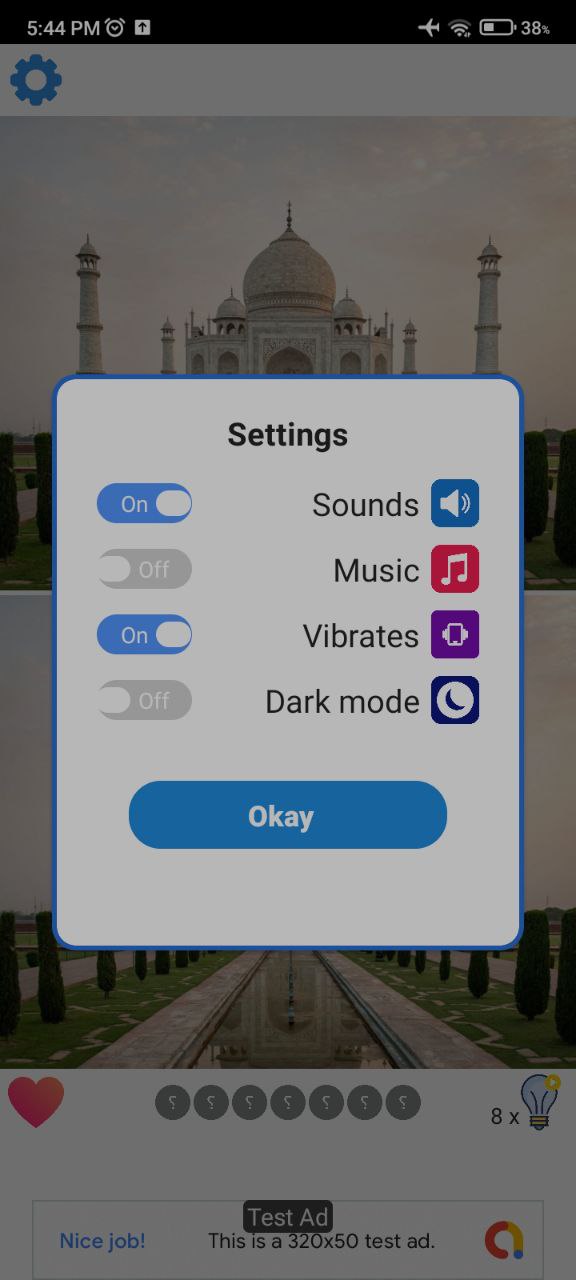 5:44 PM
38%
Settings
On Sounds
Off Music
On Vibrates
Off Dark mode
Okay
؟ ؟ ؟ ؟ ؟ ؟ ؟
8 x
Test Ad
Nice job! This is a 320x50 test ad.